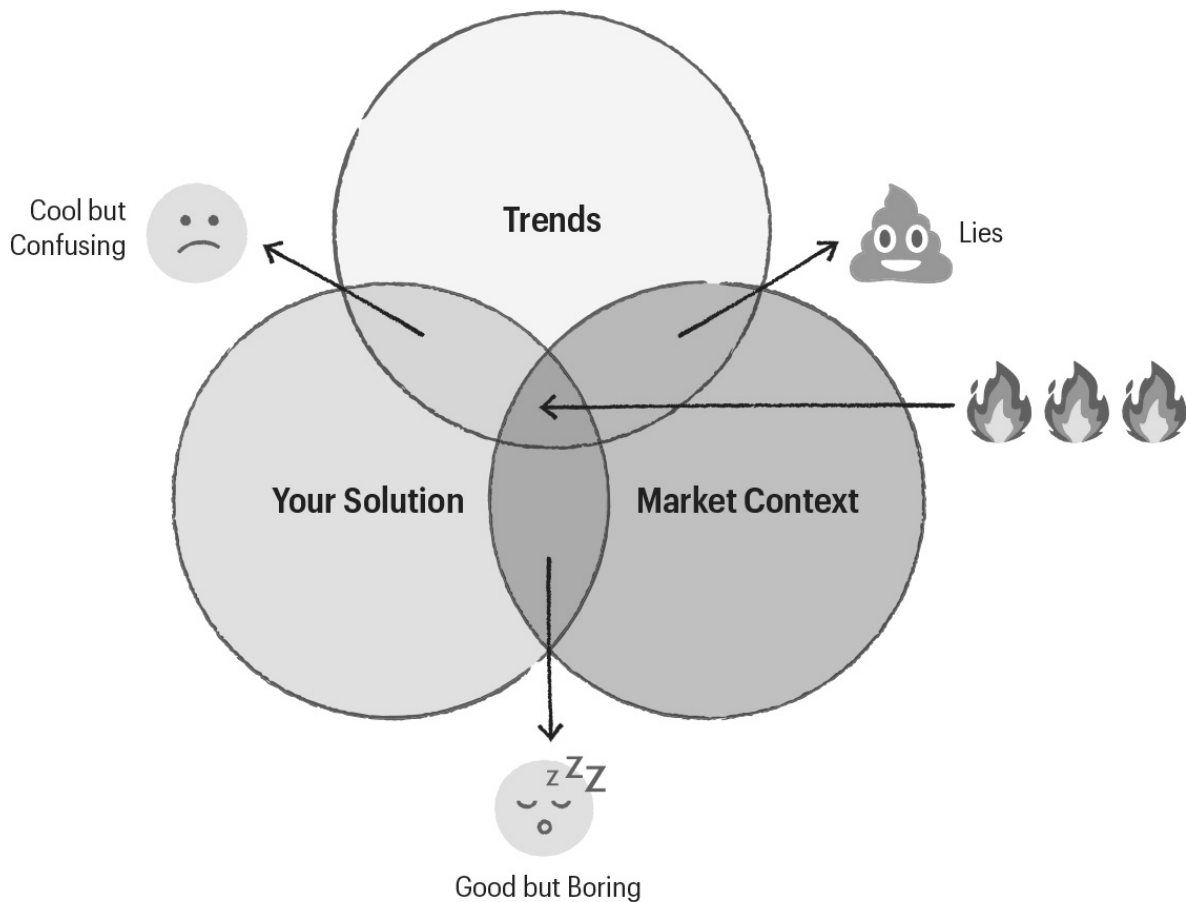 Trends
Cool but
Confusing
Lies
Your Solution
Market Context
z Z Z
Good but Boring